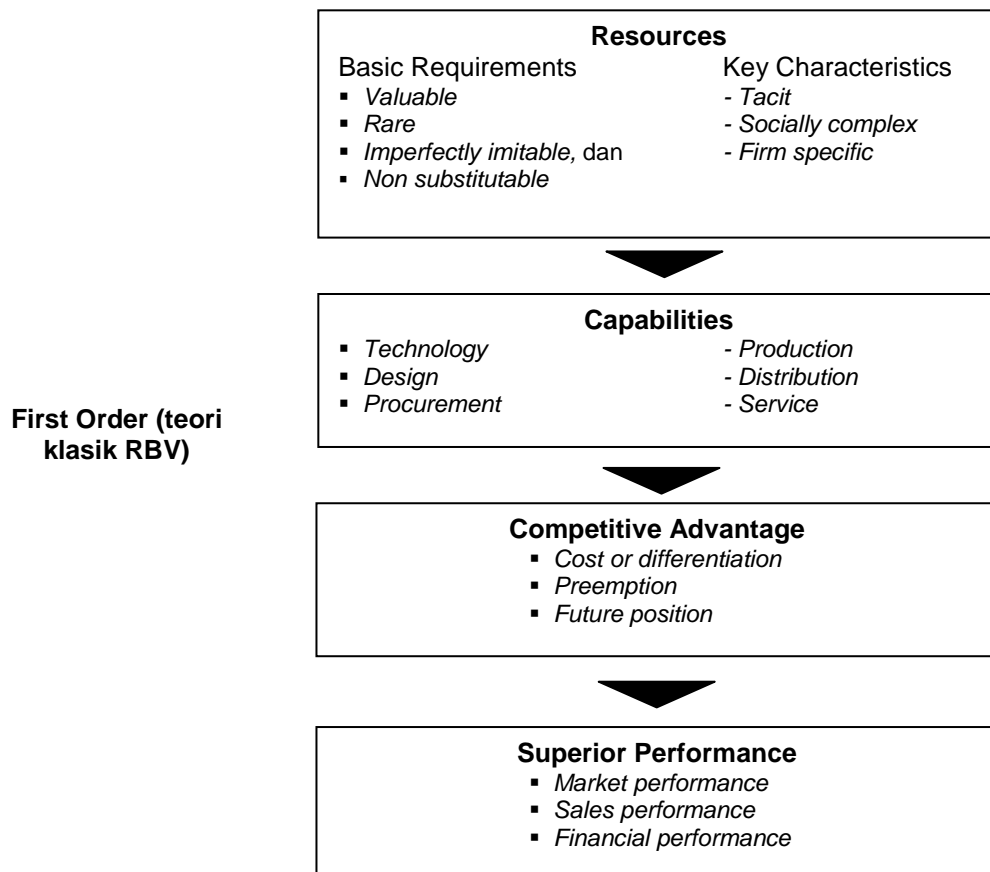 Resources
Basic Requirements Key Characteristics
▪ Valuable - Tacit
▪ Rare - Socially complex
▪ Imperfectly imitable, dan - Firm specific
▪ Non substitutable
Capabilities
▪ Technology - Production
▪ Design - Distribution
▪ Procurement - Service
First Order (teori
klasik RBV)
Competitive Advantage
▪ Cost or differentiation
▪ Preemption
▪ Future position
Superior Performance
▪ Market performance
▪ Sales performance
▪ Financial performance